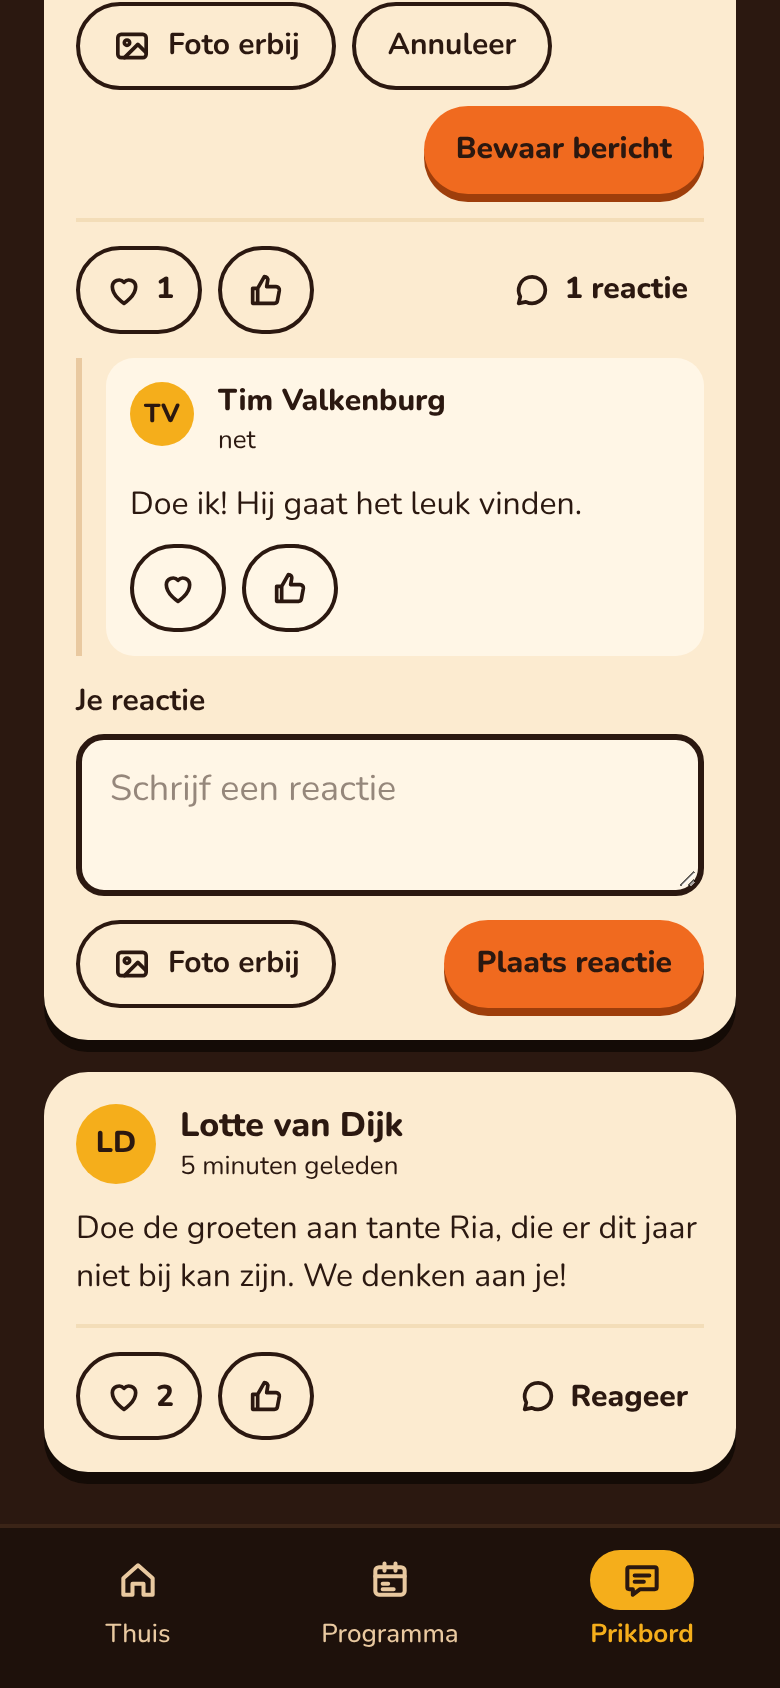 Foto erbij
Annuleer
Bewaar bericht
1
1 reactie
TV
Tim Valkenburg
net
Doe ik! Hij gaat het leuk vinden.
Je reactie
Schrijf een reactie
Foto erbij
Plaats reactie
LD
Lotte van Dijk
5 minuten geleden
Doe de groeten aan tante Ria, die er dit jaar
niet bij kan zijn. We denken aan je!
2
Reageer
Thuis
Programma
Prikbord